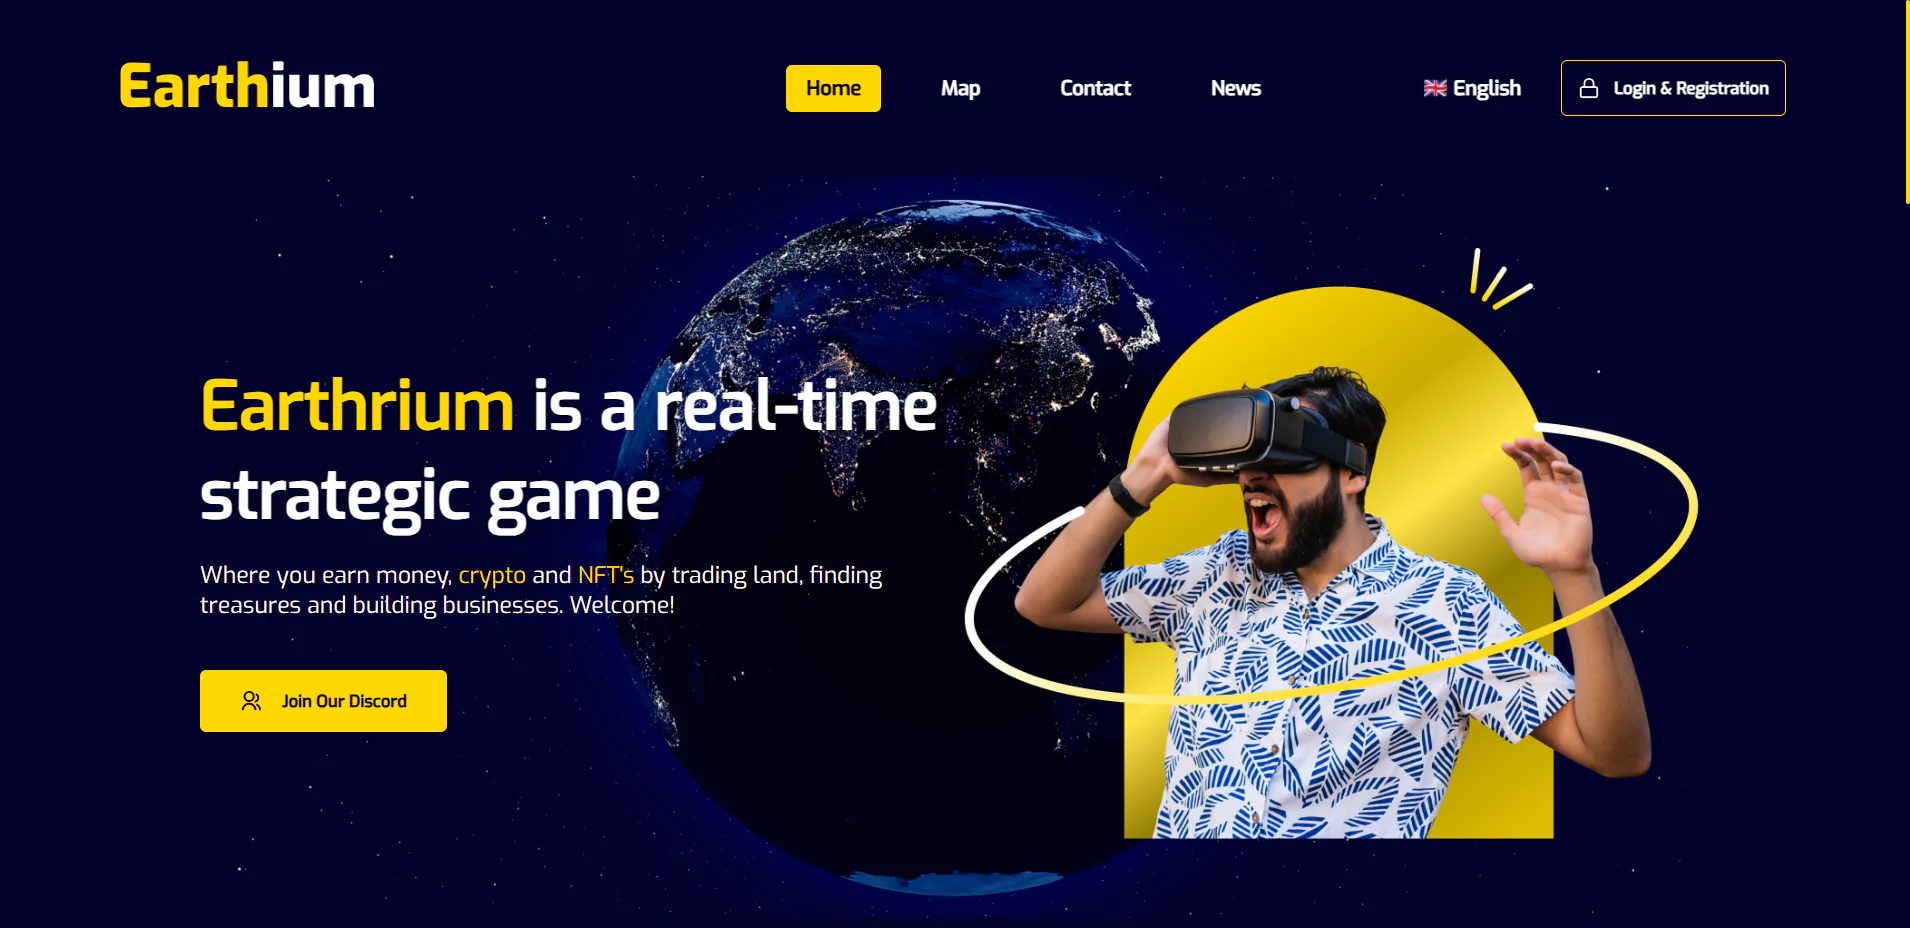 Earthium
Home
Map
Contact
News
English
Login & Registration
Earthrium is a real-time
strategic game
Where you earn money, crypto and NFT's by trading land, finding
treasures and building businesses. Welcome!
Join Our Discord